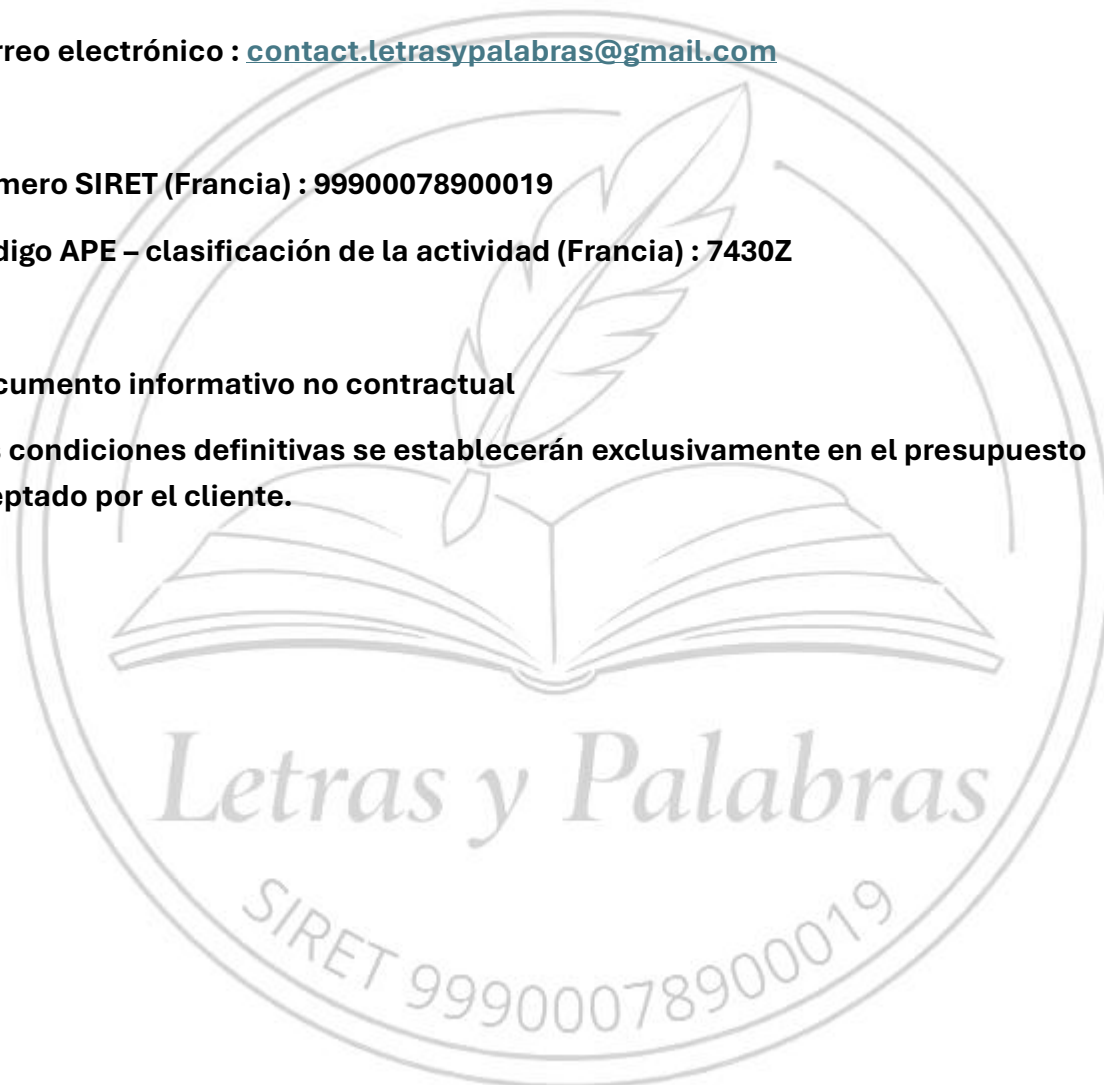 rreo electrónico : contact.letrasypalabras@gmail.com
mero SIRET (Francia) : 99900078900019
digo APE – clasificación de la actividad (Francia) : 7430Z
cumento informativo no contractual
s condiciones definitivas se establecerán exclusivamente en el presupuesto
eptado por el cliente.
Letras y Palabras
SIRET 99900078900019